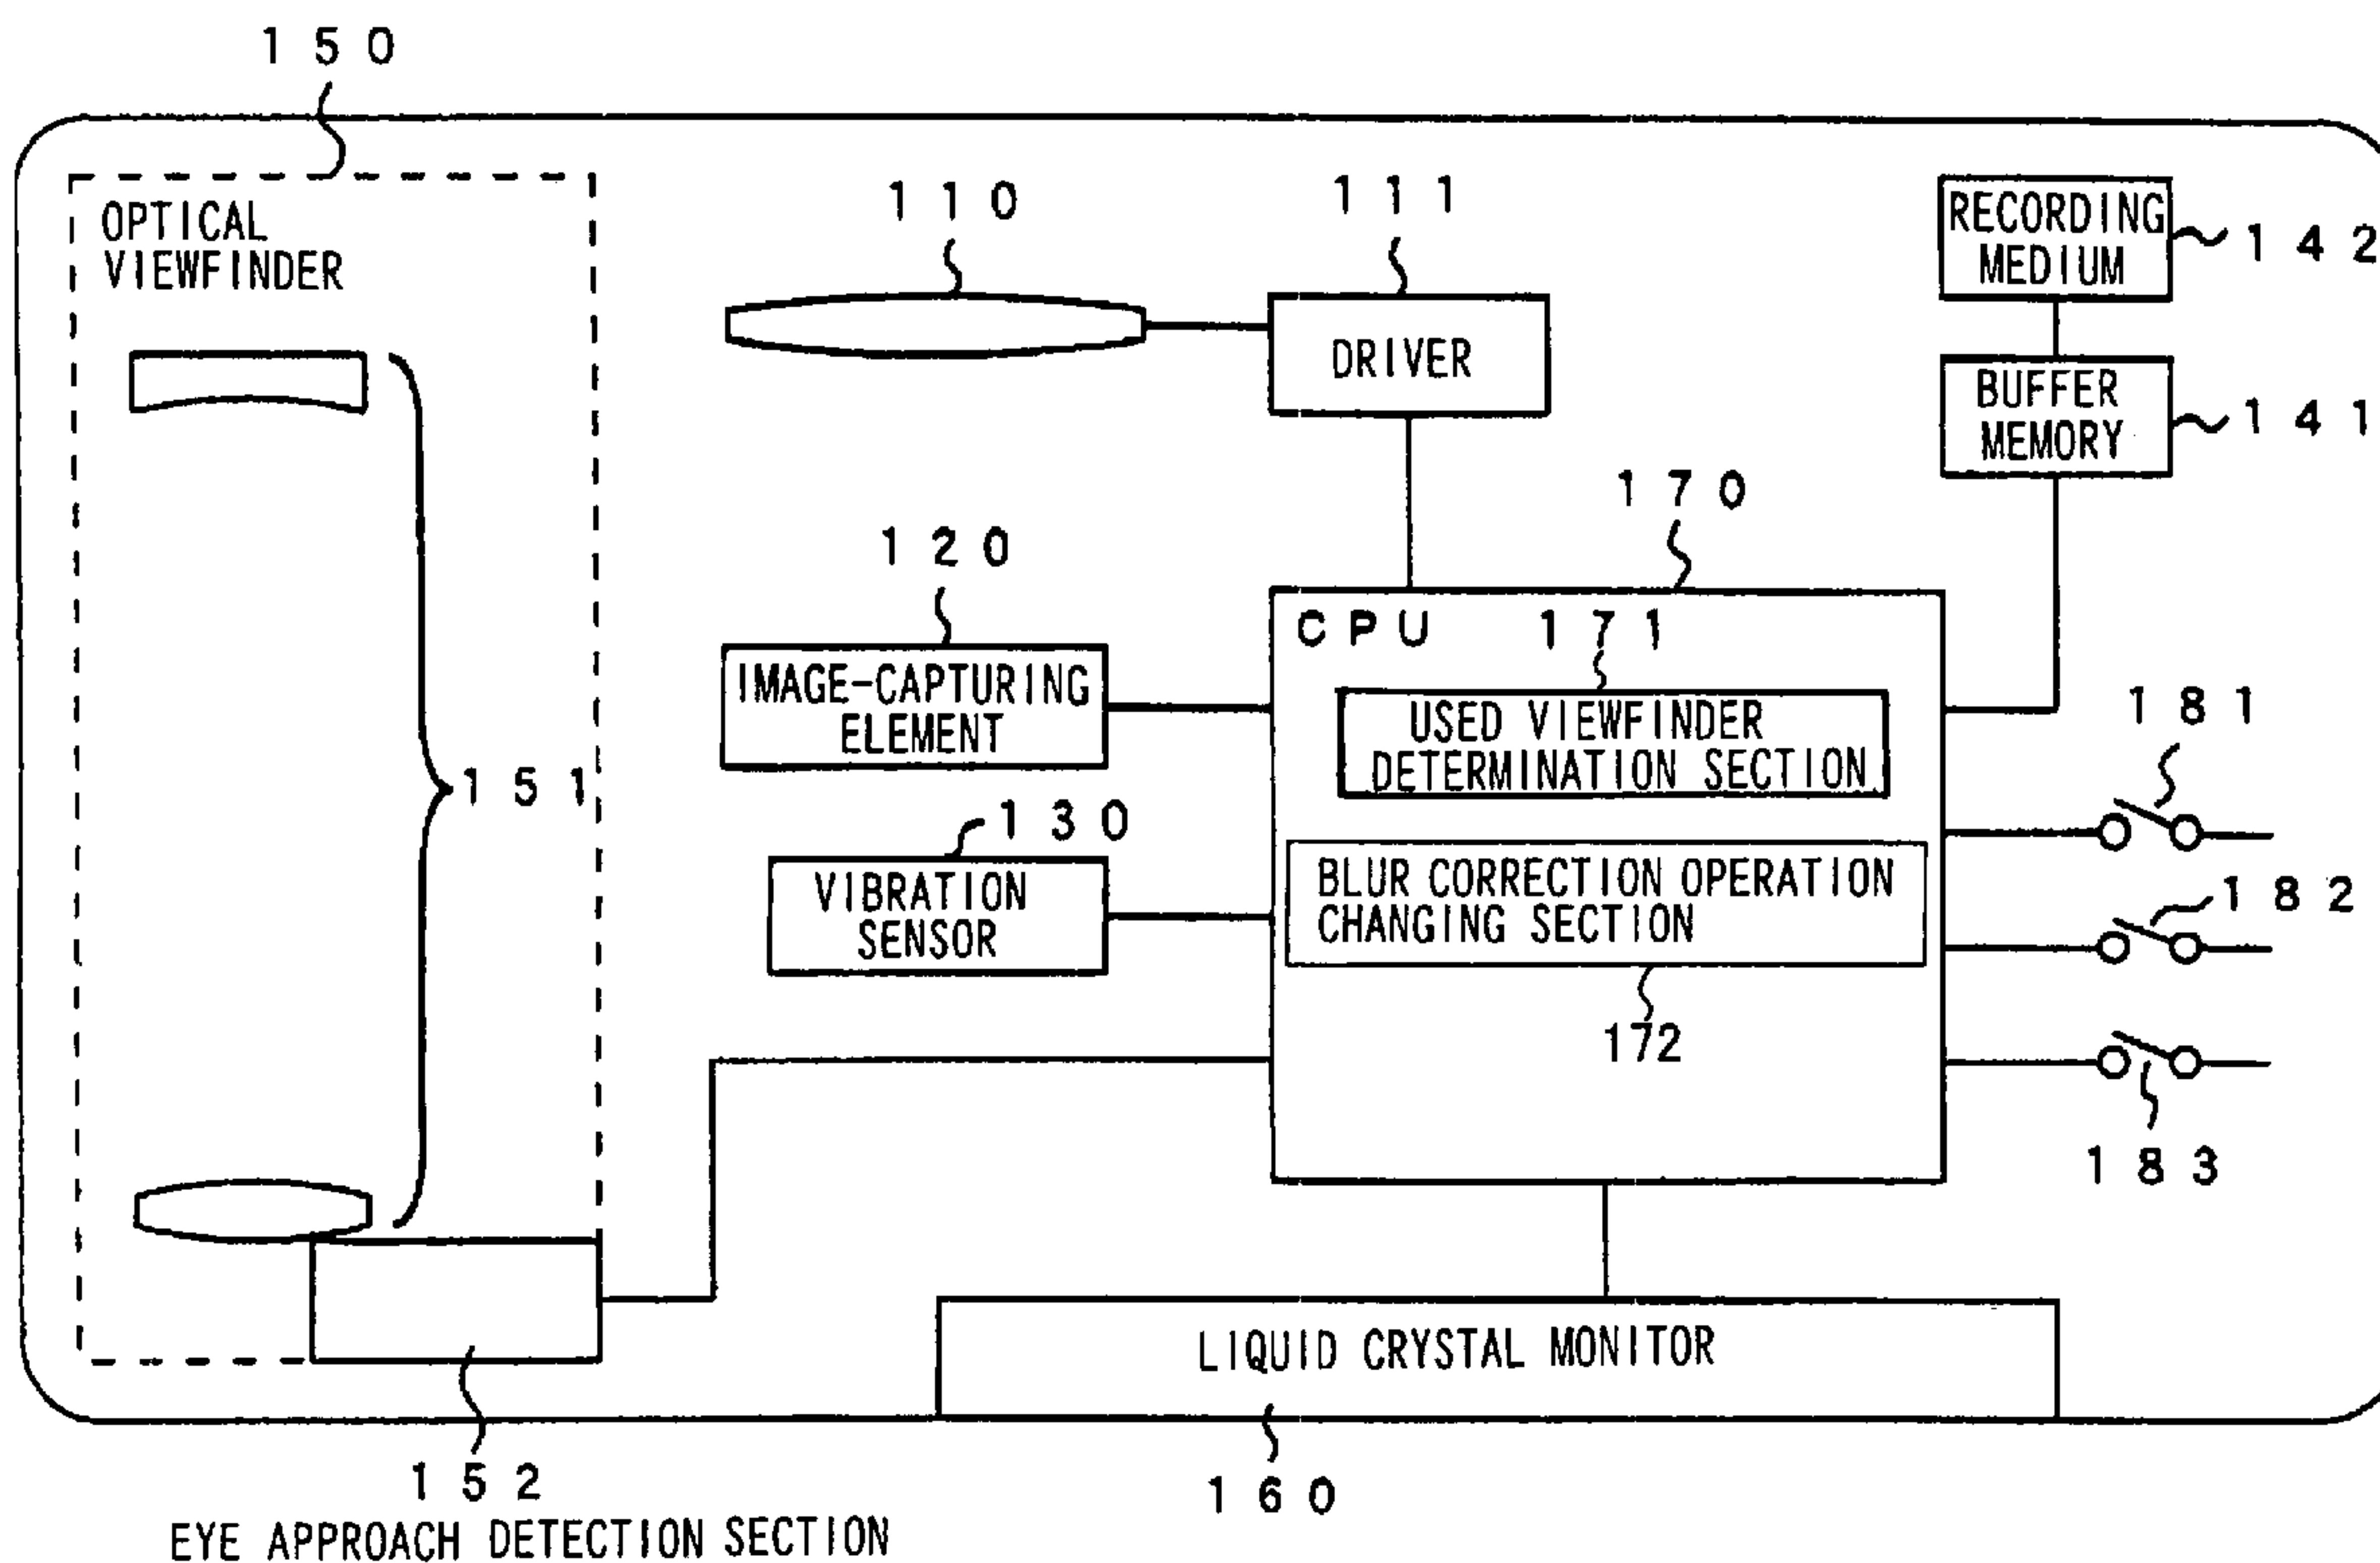 150
OPTICAL
VIEWFINDER
110
111
RECORDING
MEDIUM
142
DRIVER
BUFFER
MEMORY
141
170
120
CPU
171
IMAGE-CAPTURING
ELEMENT
USED VIEWFINDER
DETERMINATION SECTION
181
151
130
VIBRATION
SENSOR
BLUR CORRECTION OPERATION
CHANGING SECTION
182
172
183
LIQUID CRYSTAL MONITOR
152
160
EYE APPROACH DETECTION SECTION